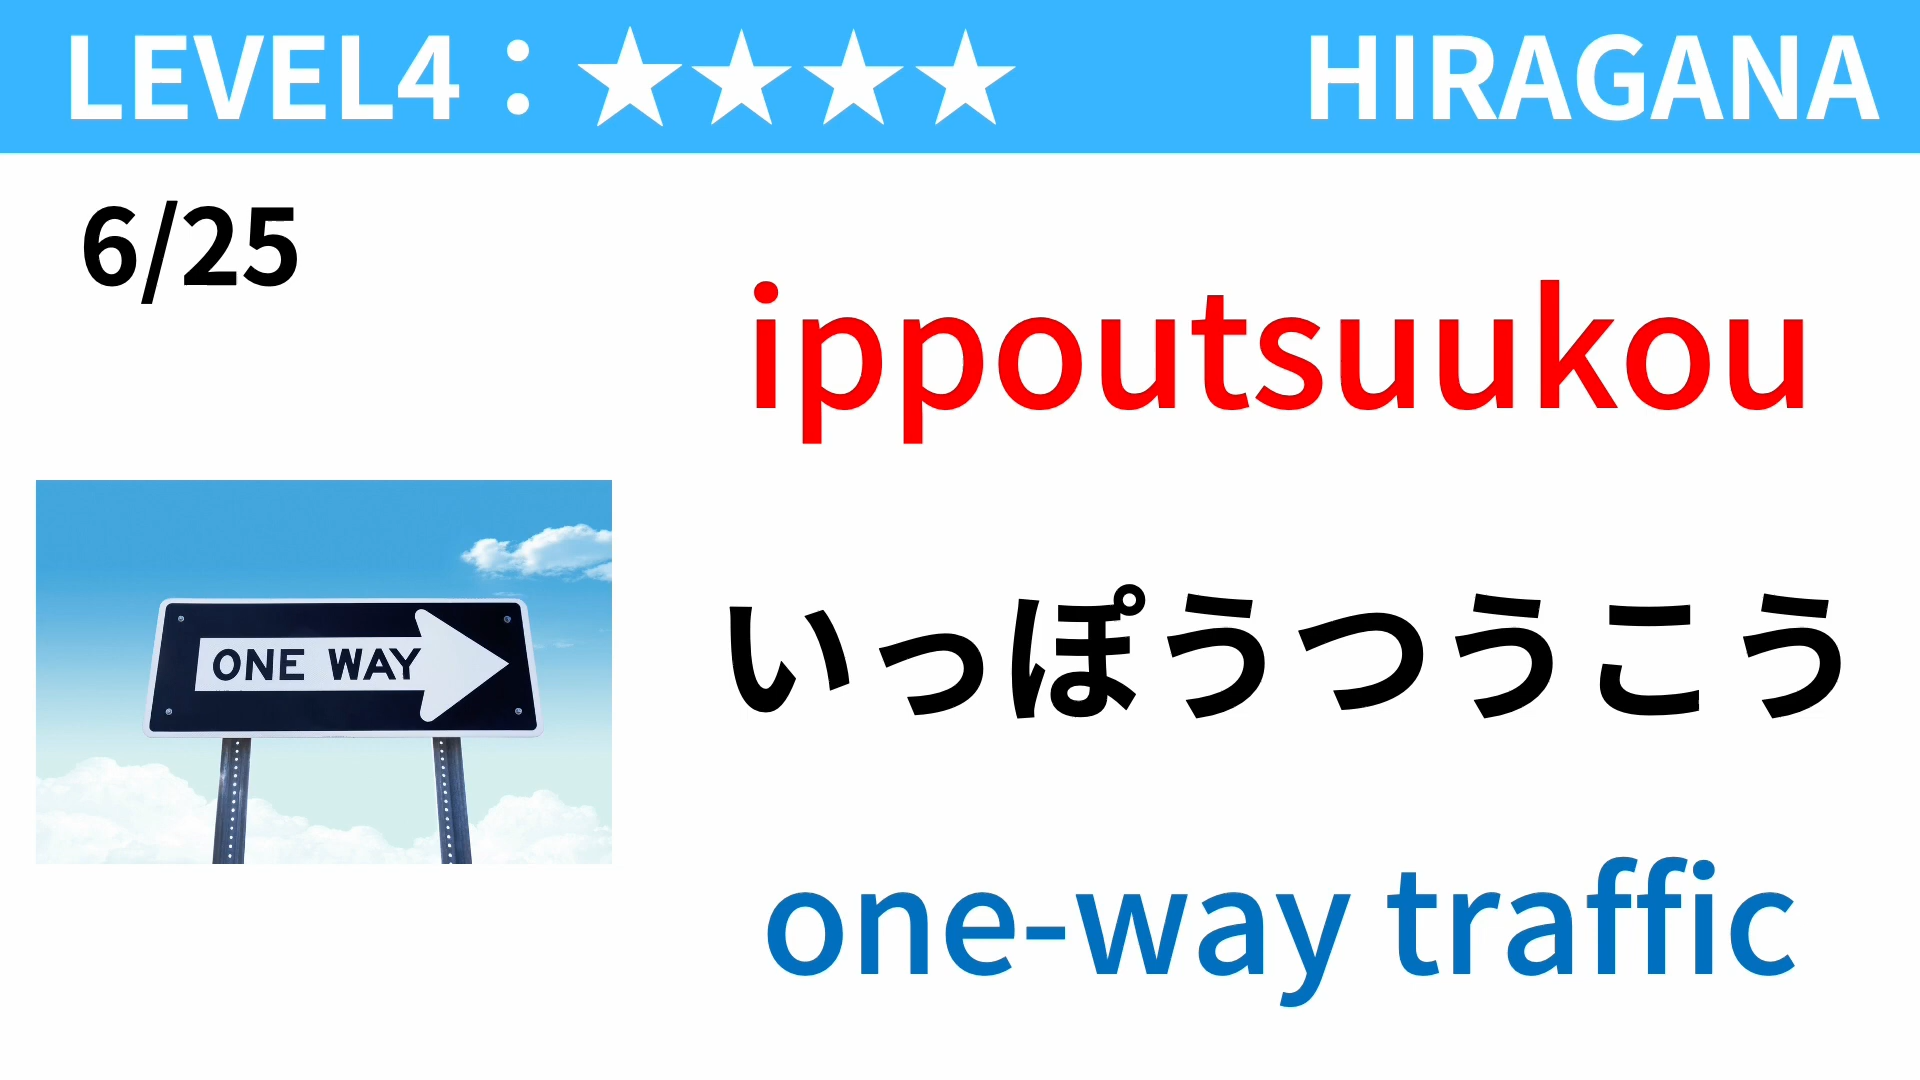 LEVEL4：★★★★ HIRAGANA
6/25
ippoutsuukou
ONE WAY
いっぽうつうこう
one-way traffic